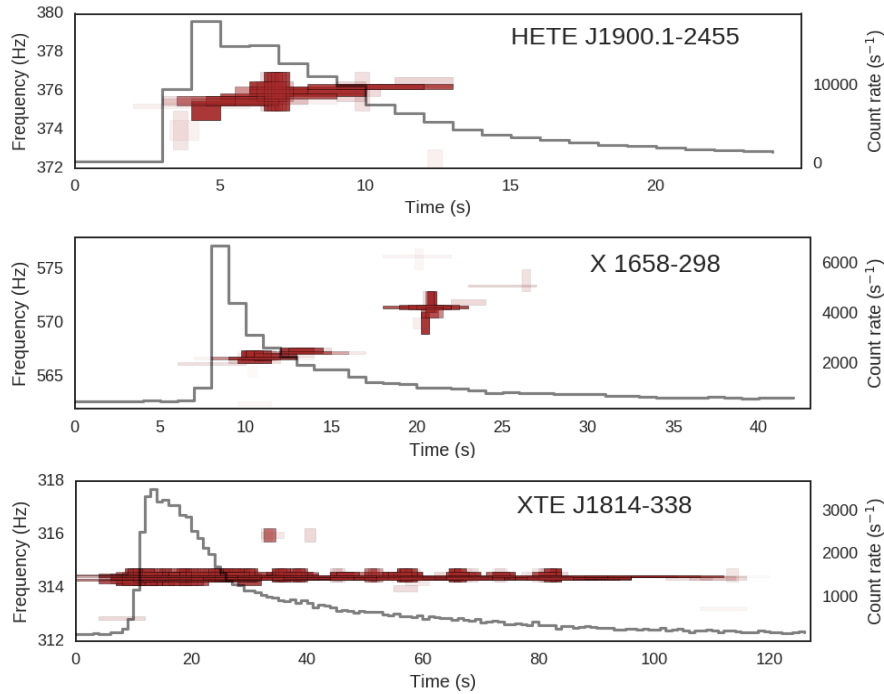 HETE J1900.1-2455
Frequency (Hz)
380
378
376
374
372
10000
0
Count rate (s⁻¹)
0 5 10 15 20
Time (s)
X 1658-298
Frequency (Hz)
575
570
565
6000
4000
2000
Count rate (s⁻¹)
0 5 10 15 20 25 30 35 40
Time (s)
XTE J1814-338
Frequency (Hz)
318
316
314
312
3000
2000
1000
Count rate (s⁻¹)
0 20 40 60 80 100 120
Time (s)